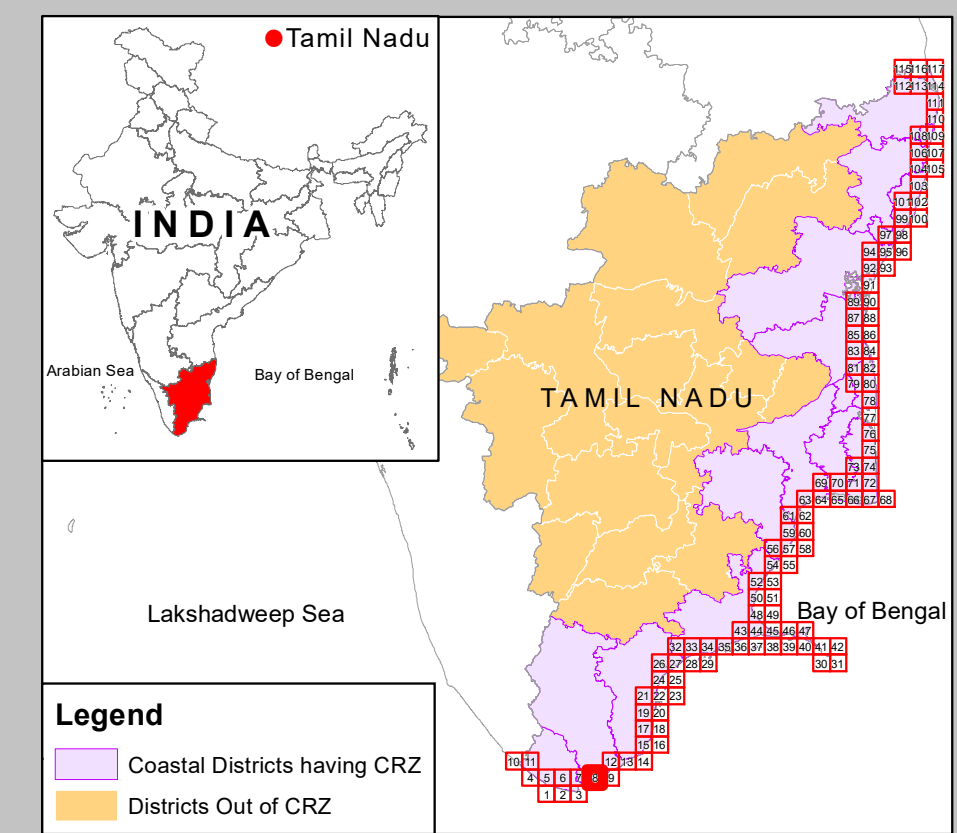 Tamil Nadu
INDIA
Arabian Sea
Bay of Bengal
TAMIL NADU
Lakshadweep Sea
Bay of Bengal
115 116 117
112 113 114
111
110
108 109
106 107
104 105
103
101 102
99 100
97 98
94 95 96
92 93
91
89 90
87 88
85 86
83 84
81 82
79 80
78
77
76
75
73 74
69 70 71 72
63 64 65 66 67 68
61 62
59 60
56 57 58
54 55
52 53
50 51
48 49
43 44 45 46 47
32 33 34 35 36 37 38 39 40 41 42
26 27 28 29 30 31
24 25
21 22 23
19 20
17 18
15 16
10 11 12 13 14
4 5 6 7 8 9
1 2 3
Legend
Coastal Districts having CRZ
Districts Out of CRZ